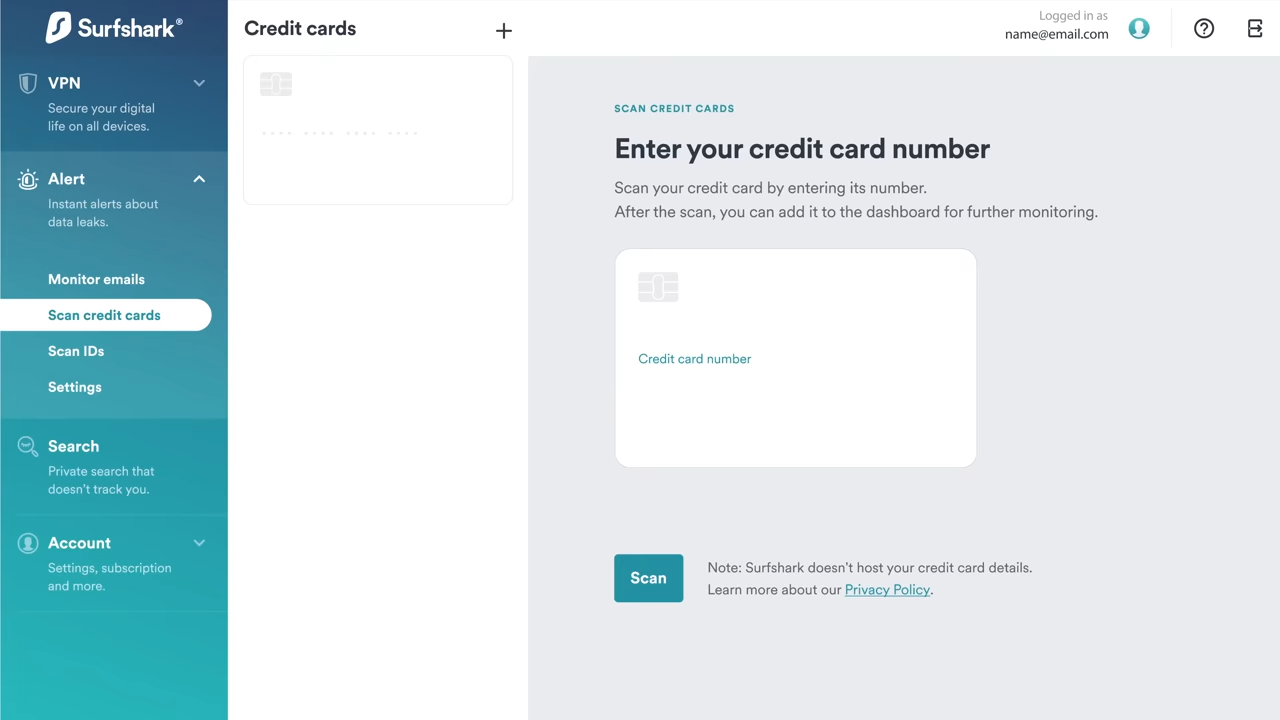 Surfshark®
VPN
Secure your digital
life on all devices.
Alert
Instant alerts about
data leaks.
Monitor emails
Scan credit cards
Scan IDs
Settings
Search
Private search that
doesn't track you.
Account
Settings, subscription
and more.
Credit cards
Logged in as
name@email.com
SCAN CREDIT CARDS
Enter your credit card number
Scan your credit card by entering its number.
After the scan, you can add it to the dashboard for further monitoring.
Credit card number
Scan
Note: Surfshark doesn't host your credit card details.
Learn more about our Privacy Policy.